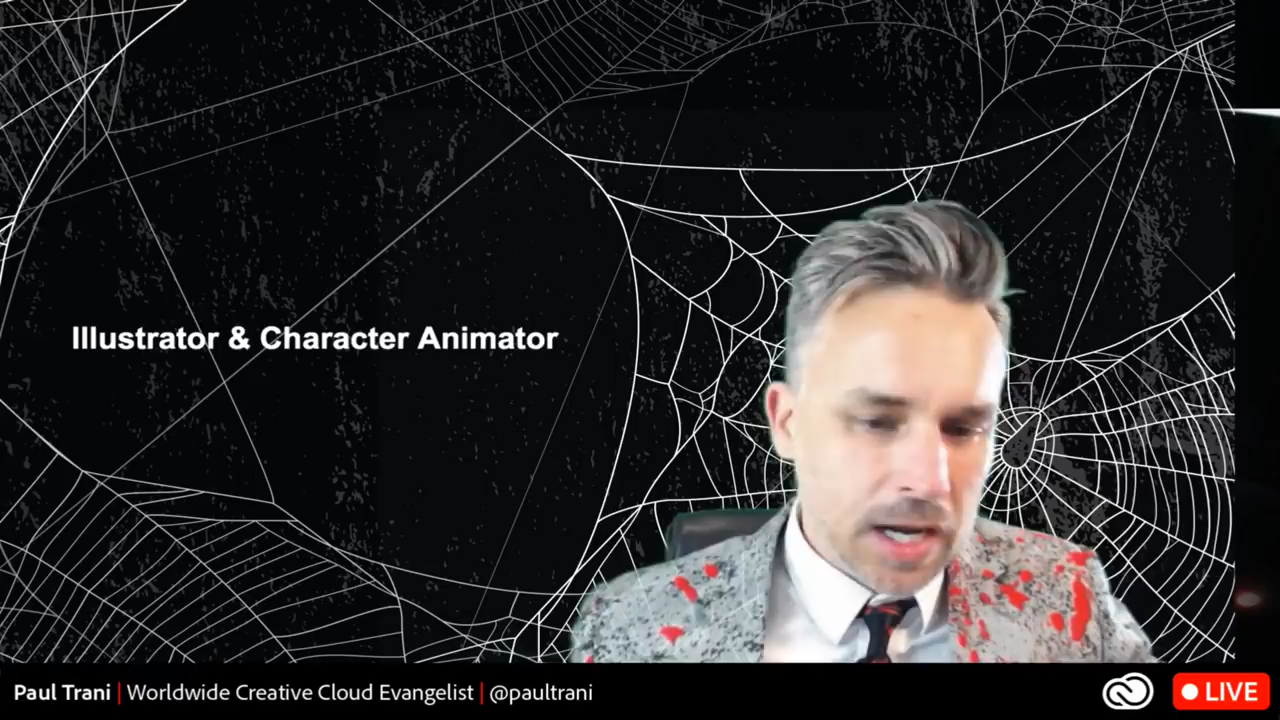 Illustrator & Character Animator
Paul Trani | Worldwide Creative Cloud Evangelist | @paultrani
LIVE